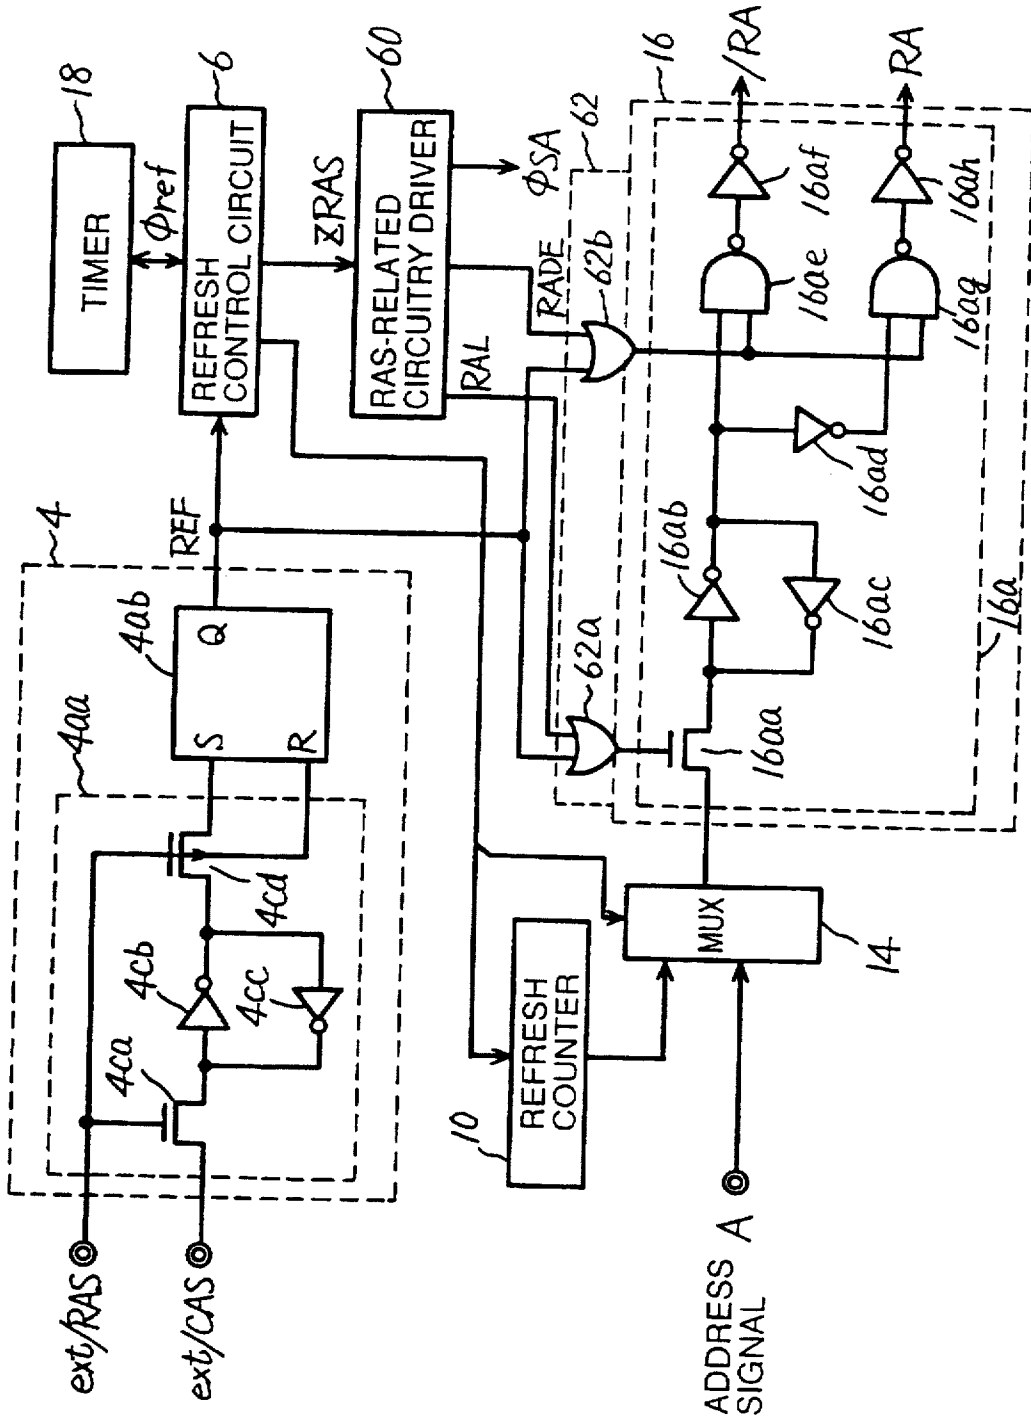 ext/RAS
ext/CAS
4
4aa
4ca
4cb
4cc
4cd
4ab
S
R
Q
REF
18
TIMER
Φref
6
REFRESH
CONTROL CIRCUIT
ZRAS
60
RAS-RELATED
CIRCUITRY DRIVER
RAL
RADE
ΦSA
62
62a
62b
10
REFRESH
COUNTER
MUX
14
ADDRESS
SIGNAL A
16
16a
16aa
16ab
16ac
16ad
16ae
16af
16ag
16ah
/RA
RA